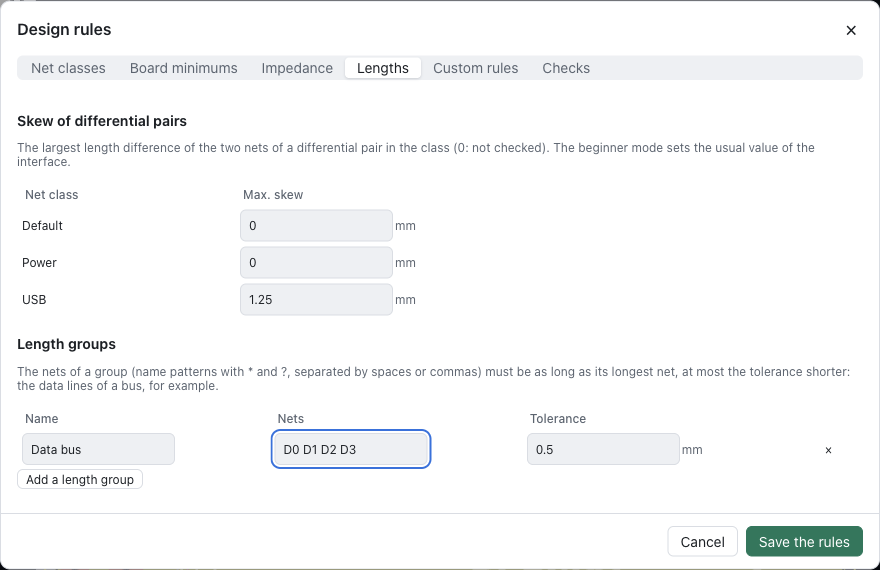 Design rules
×
Net classes Board minimums Impedance Lengths Custom rules Checks
Skew of differential pairs
The largest length difference of the two nets of a differential pair in the class (0: not checked). The beginner mode sets the usual value of the
interface.
Net class Max. skew
Default 0 mm
Power 0 mm
USB 1.25 mm
Length groups
The nets of a group (name patterns with * and ?, separated by spaces or commas) must be as long as its longest net, at most the tolerance shorter:
the data lines of a bus, for example.
Name Nets Tolerance
Data bus D0 D1 D2 D3 0.5 mm ×
Add a length group
Cancel Save the rules